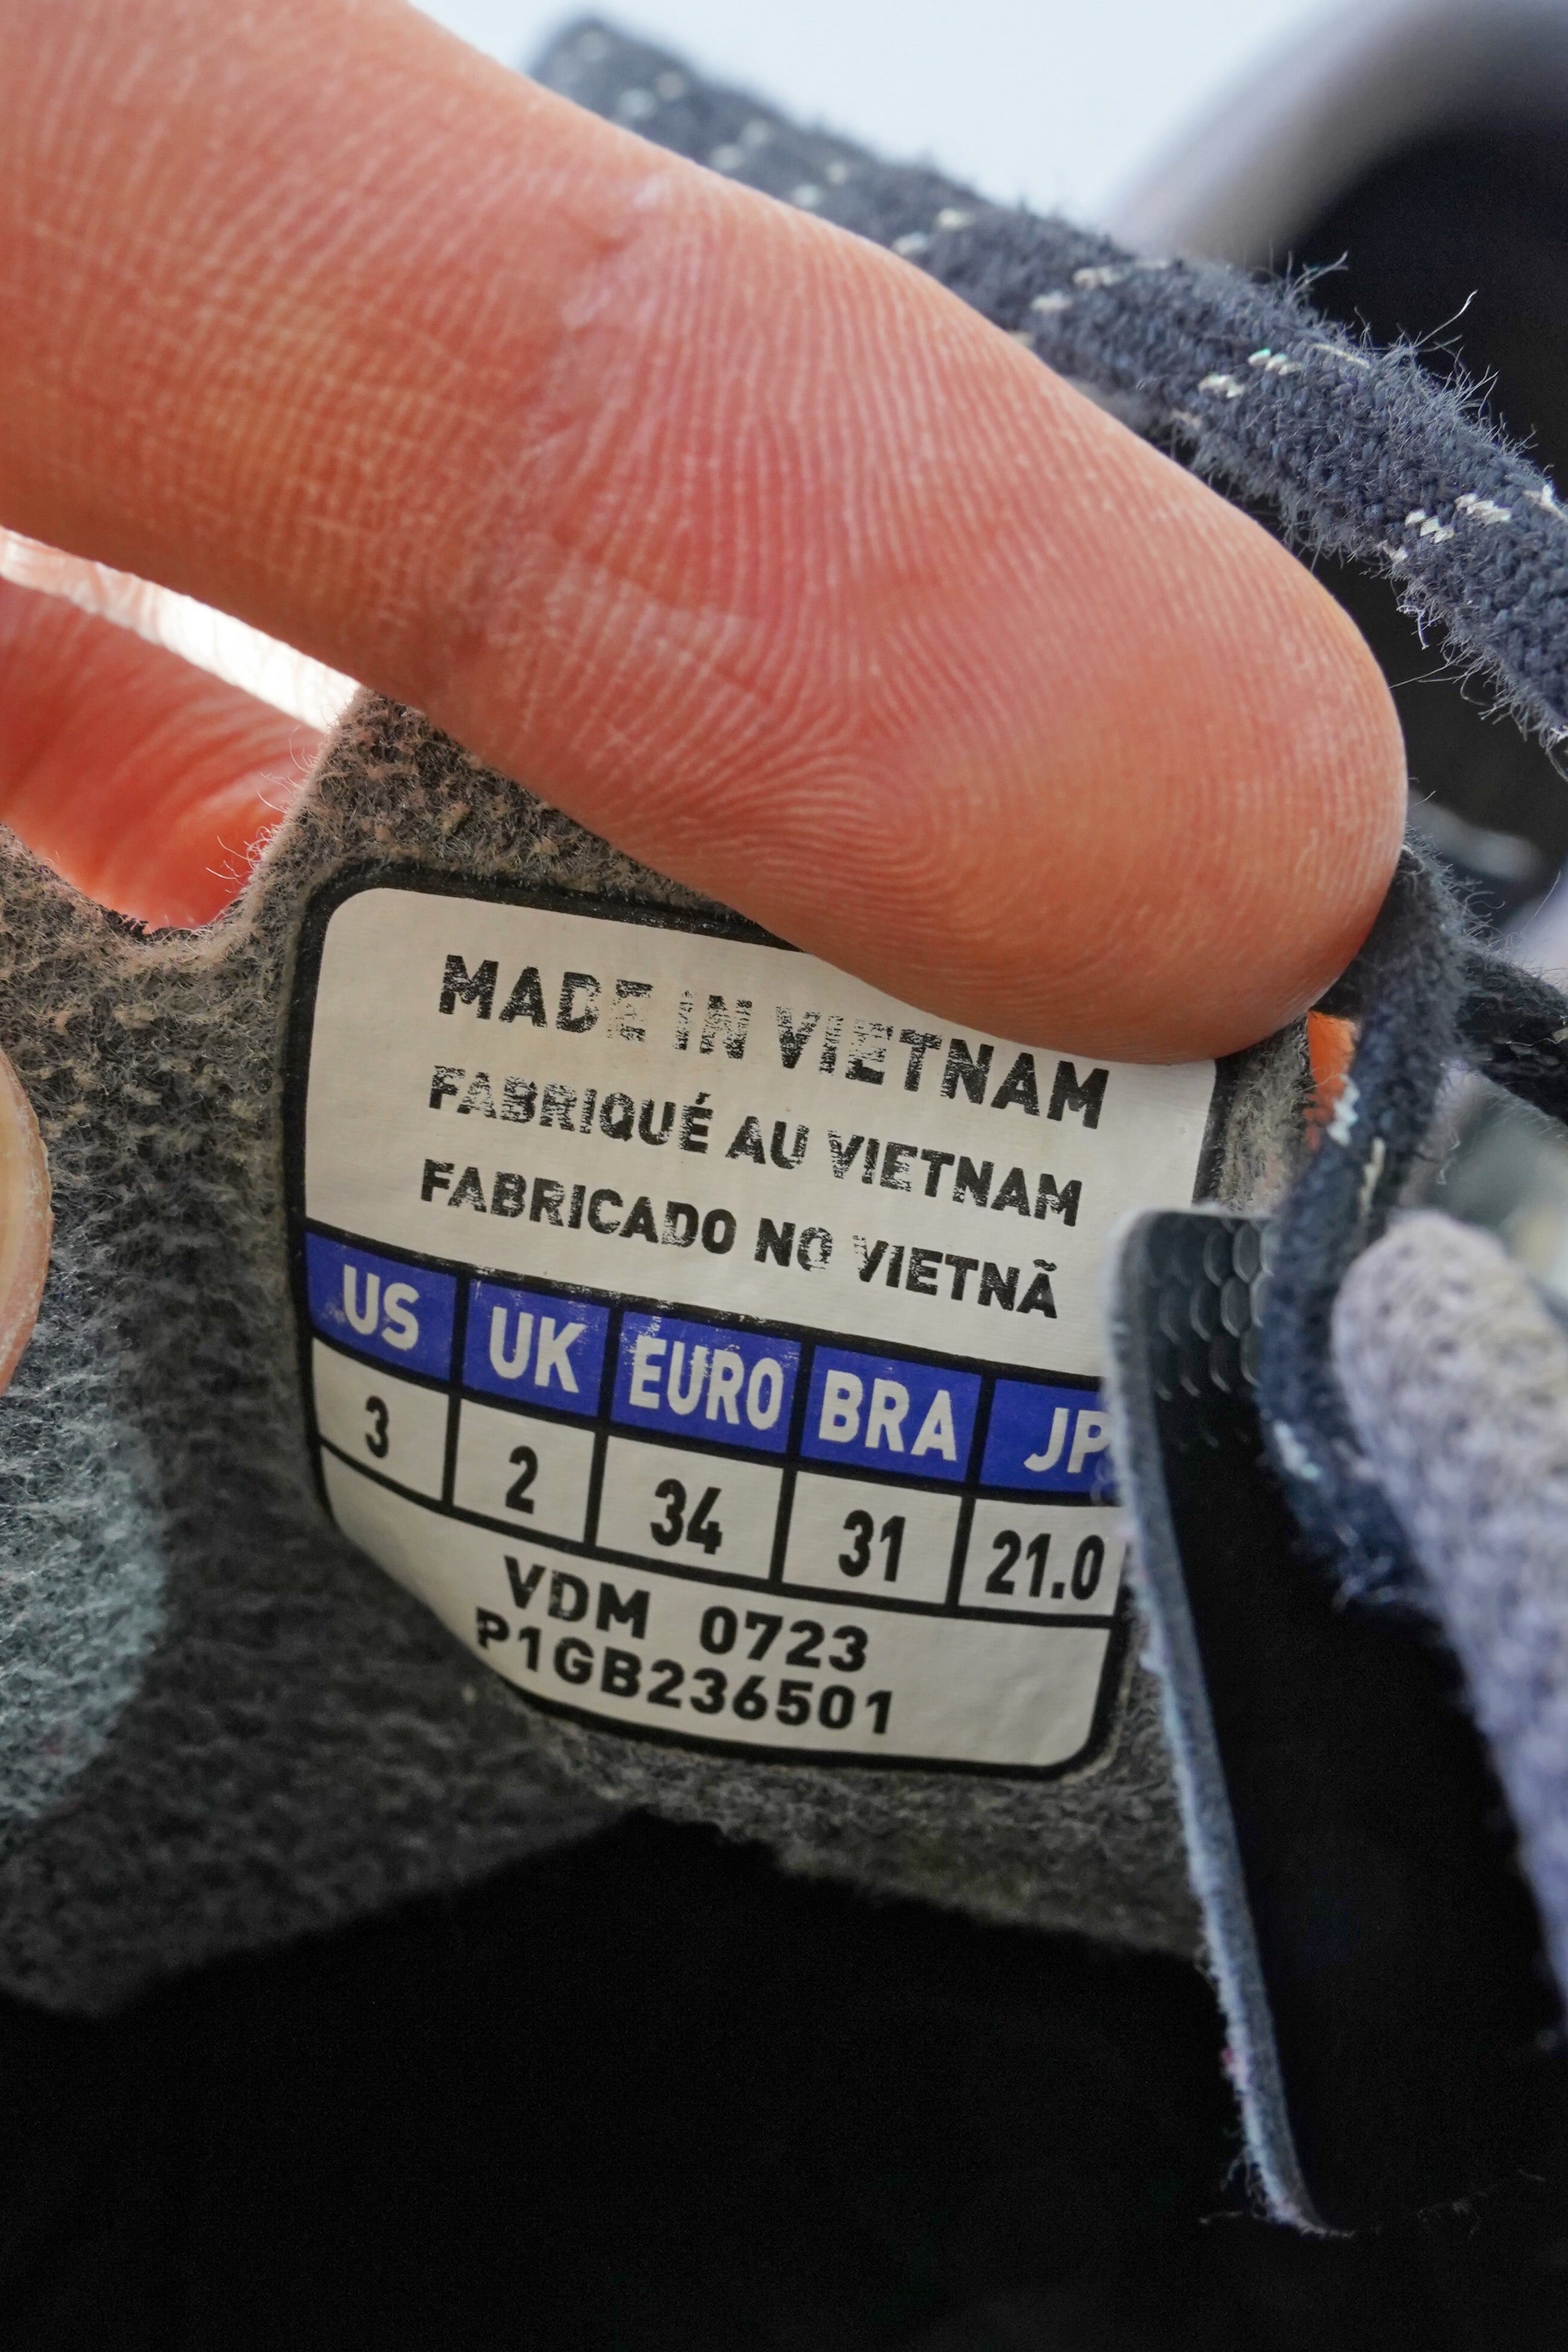 MADE IN VIETNAM
FABRIQUÉ AU VIETNAM
FABRICADO NO VIETNÃ
US UK EURO BRA JP
3 2 34 31 21.0
VDM 0723
P1GB236501